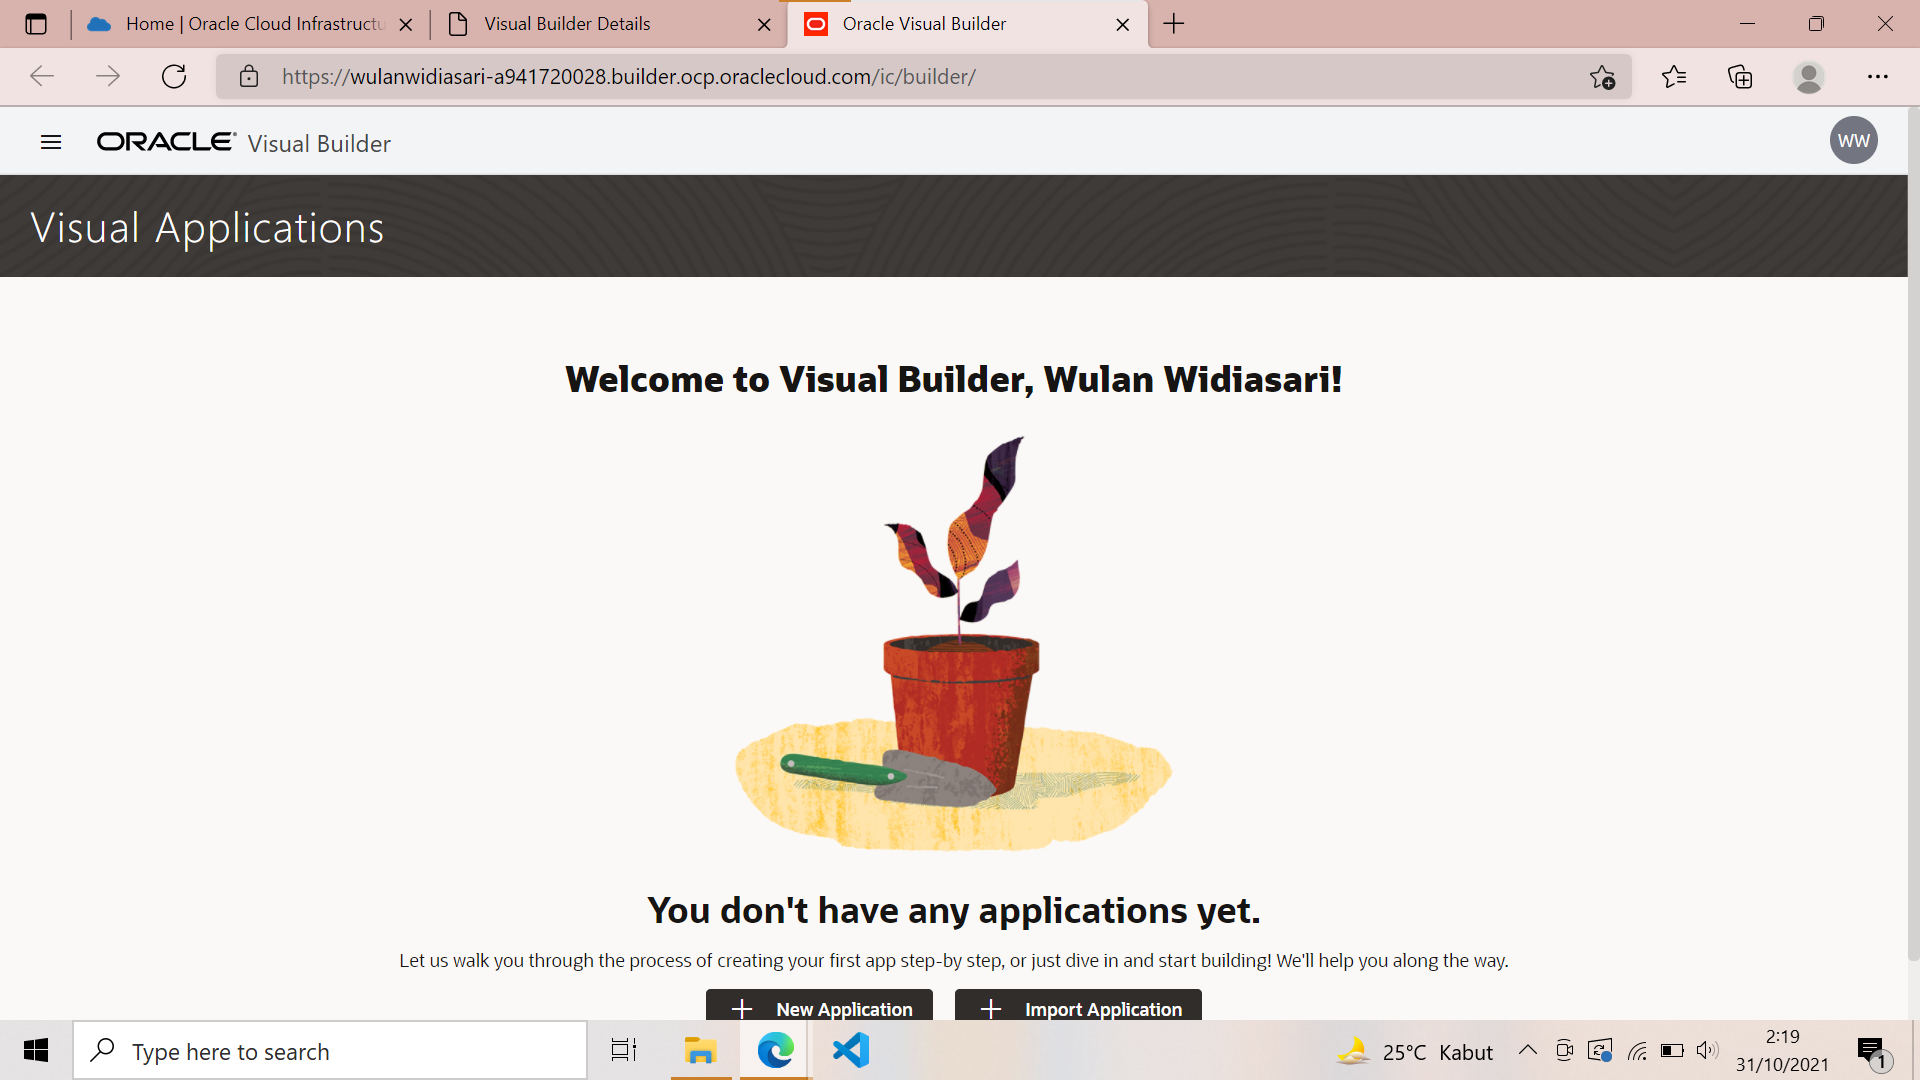 Home | Oracle Cloud Infrastructu
Visual Builder Details
Oracle Visual Builder
https://wulanwidiasari-a941720028.builder.ocp.oraclecloud.com/ic/builder/
ORACLE Visual Builder
WW
Visual Applications
Welcome to Visual Builder, Wulan Widiasari!
You don't have any applications yet.
Let us walk you through the process of creating your first app step-by step, or just dive in and start building! We'll help you along the way.
New Application
Import Application
Type here to search
25°C Kabut
2:19
31/10/2021
1